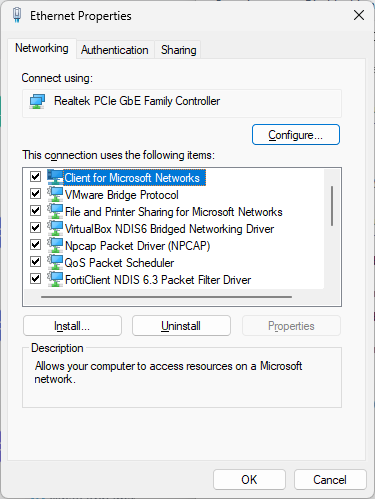 Ethernet Properties
Networking
Authentication
Sharing
Connect using:
Realtek PCIe GbE Family Controller
Configure...
This connection uses the following items:
Client for Microsoft Networks
VMware Bridge Protocol
File and Printer Sharing for Microsoft Networks
VirtualBox NDIS6 Bridged Networking Driver
Npcap Packet Driver (NPCAP)
QoS Packet Scheduler
FortiClient NDIS 6.3 Packet Filter Driver
Install...
Uninstall
Properties
Description
Allows your computer to access resources on a Microsoft
network.
OK
Cancel